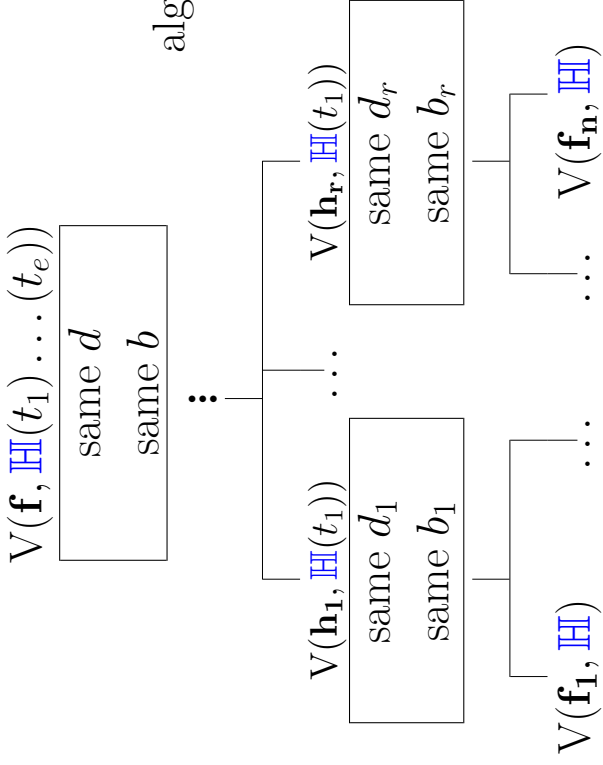 V(𝐟, ℍ(t₁) … (tₑ))
same d
same b
alg
⋮
V(𝐡₁, ℍ(t₁))
…
V(𝐡ᵣ, ℍ(t₁))
same d₁
same b₁
same dᵣ
same bᵣ
V(𝐟₁, ℍ)
…
…
V(𝐟ₙ, ℍ)